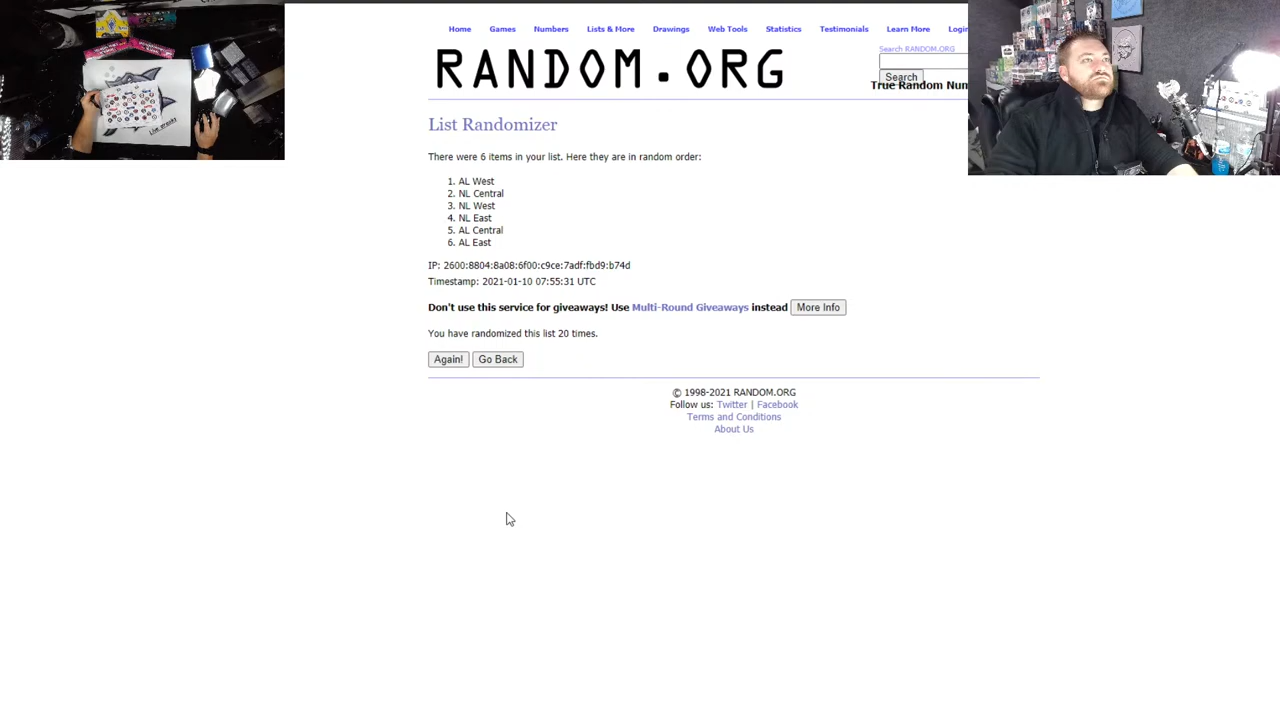 Home Games Numbers Lists & More Drawings Web Tools Statistics Testimonials Learn More Login
RANDOM.ORG
Search RANDOM.ORG
Search
True Random Num
List Randomizer
There were 6 items in your list. Here they are in random order:
1. AL West
2. NL Central
3. NL West
4. NL East
5. AL Central
6. AL East
IP: 2600:8804:8a08:6f00:c9ce:7adf:fbd9:b74d
Timestamp: 2021-01-10 07:55:31 UTC
Don't use this service for giveaways! Use Multi-Round Giveaways instead More Info
You have randomized this list 20 times.
Again! Go Back
© 1998-2021 RANDOM.ORG
Follow us: Twitter | Facebook
Terms and Conditions
About Us